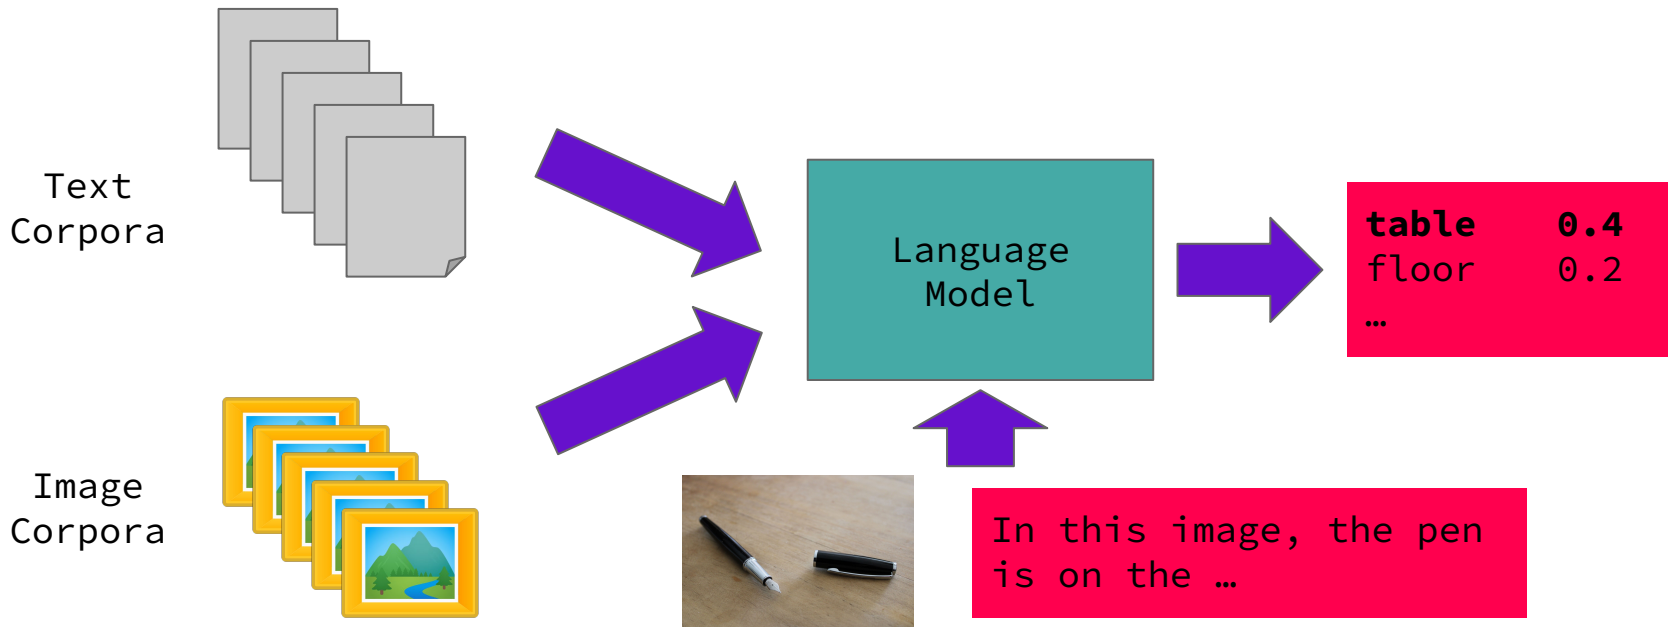 Text
Corpora
Language
Model
table 0.4
floor 0.2
…
Image
Corpora
In this image, the pen
is on the …